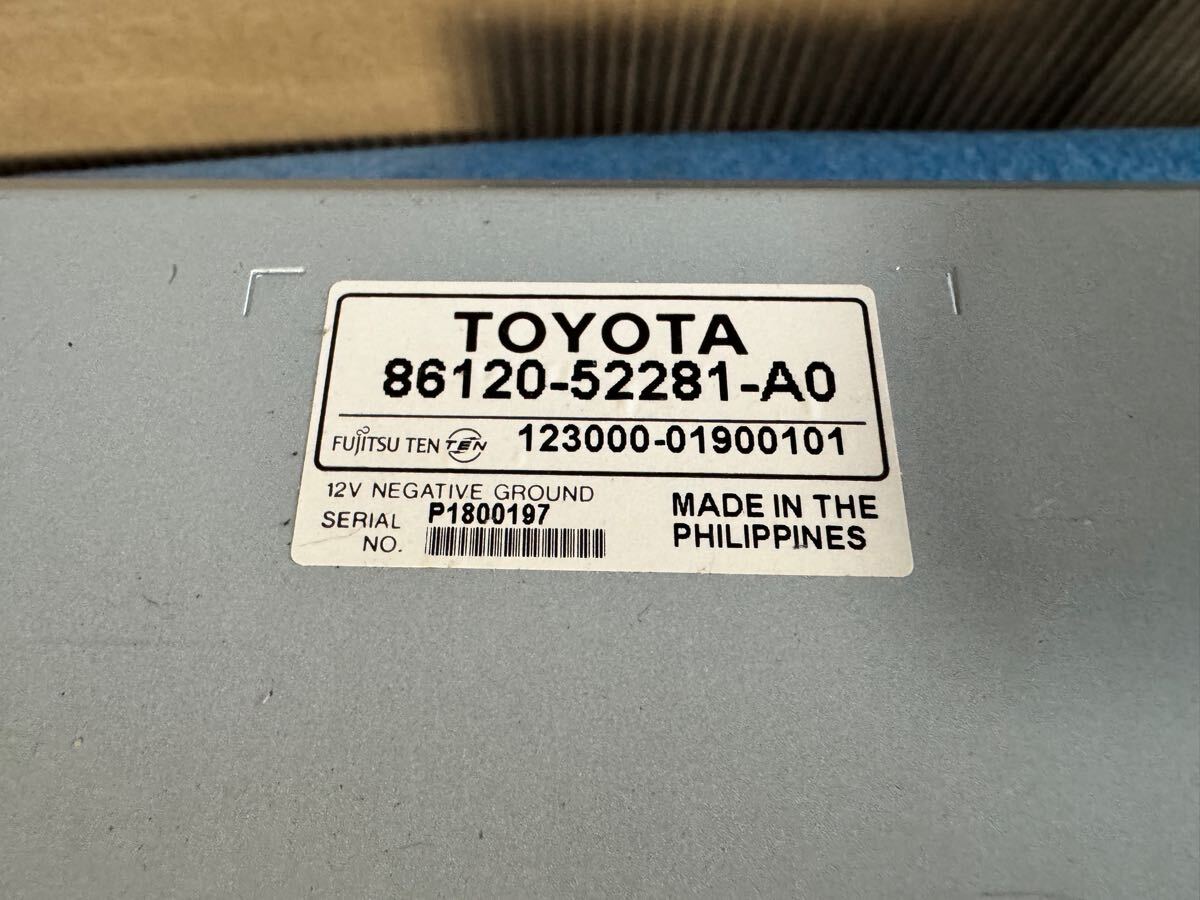 TOYOTA
86120-52281-A0
FUJITSU TEN TEN 123000-01900101
12V NEGATIVE GROUND
SERIAL NO. P1800197
MADE IN THE
PHILIPPINES